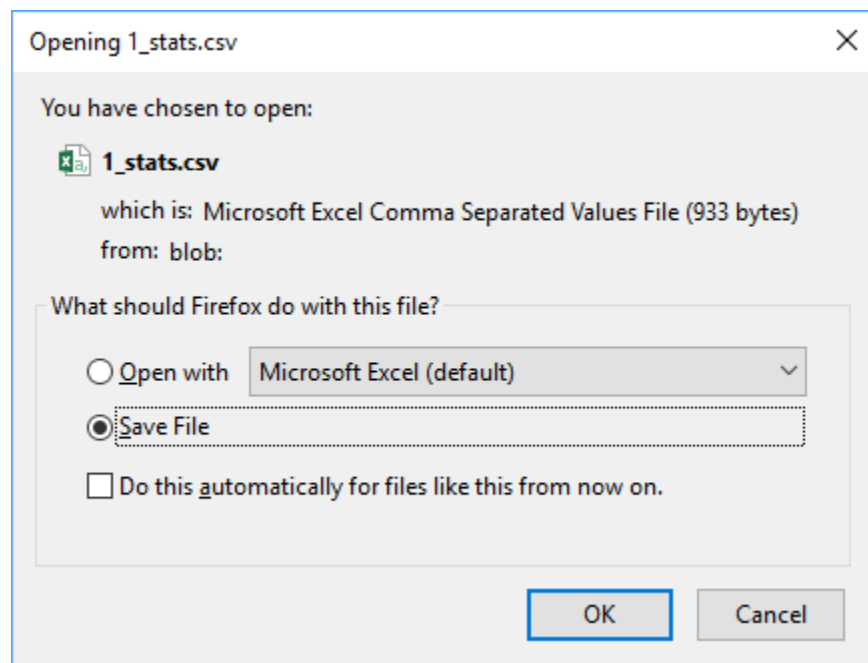 Opening 1_stats.csv
You have chosen to open:
1_stats.csv
which is: Microsoft Excel Comma Separated Values File (933 bytes)
from: blob:
What should Firefox do with this file?
Open with Microsoft Excel (default)
Save File
Do this automatically for files like this from now on.
OK Cancel